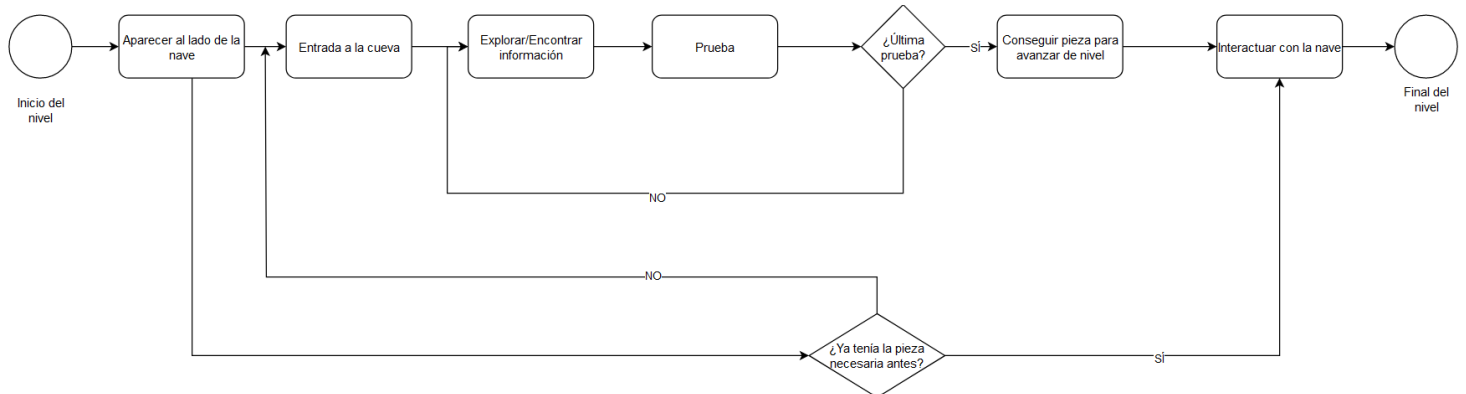 Inicio del
nivel
Aparecer al lado de la
nave
Entrada a la cueva
Explorar/Encontrar
información
Prueba
¿Última
prueba?
SÍ
Conseguir pieza para
avanzar de nivel
Interactuar con la nave
Final del
nivel
NO
NO
¿Ya tenía la pieza
necesaria antes?
SÍ